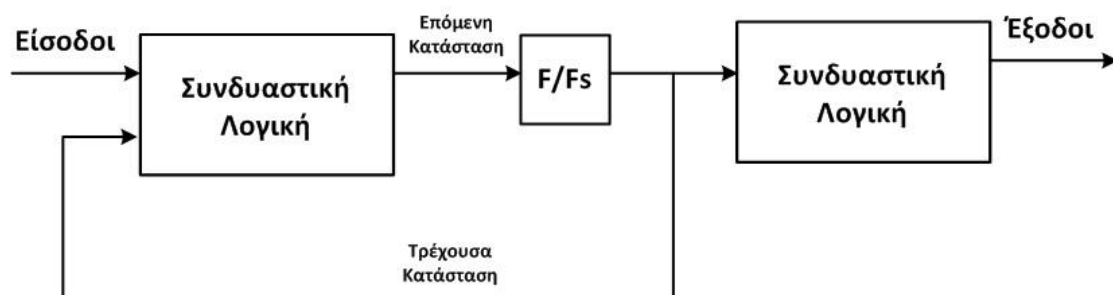 Είσοδοι
Συνδυαστική
Λογική
Επόμενη
Κατάσταση
F/Fs
Συνδυαστική
Λογική
Έξοδοι
Τρέχουσα
Κατάσταση